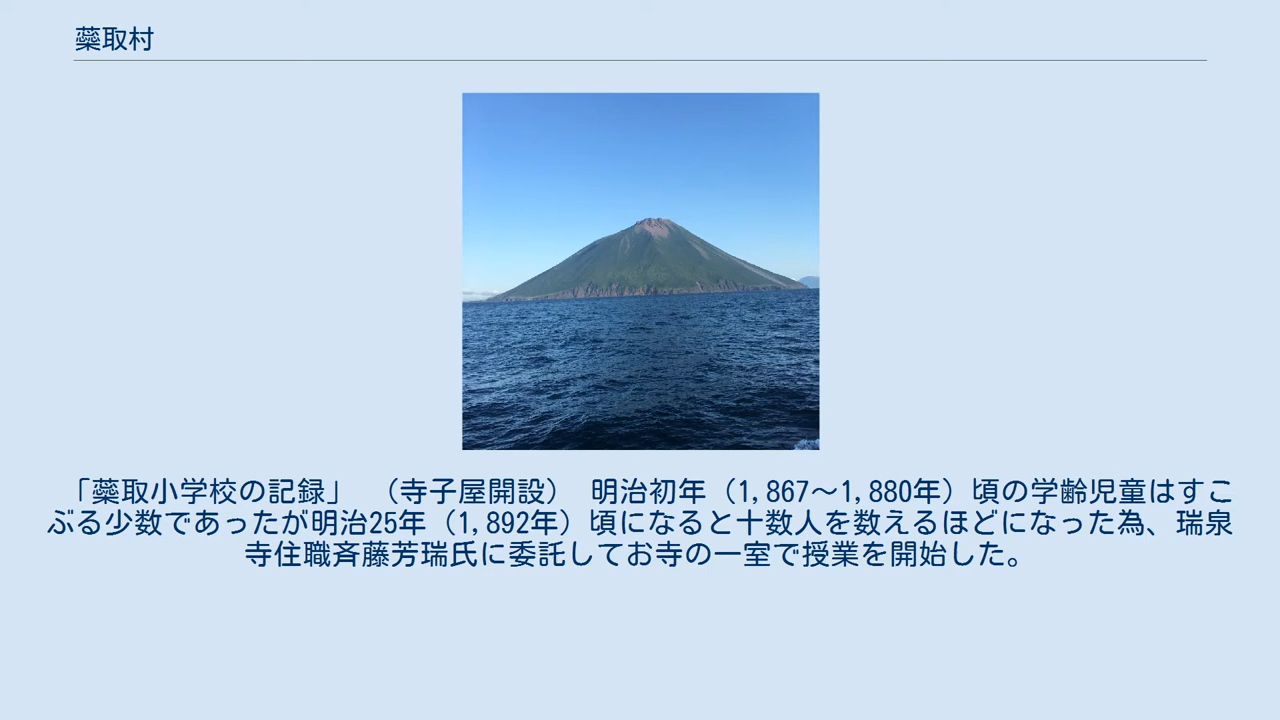 蘂取村
「蘂取小学校の記録」　（寺子屋開設）　明治初年（1,867～1,880年）頃の学齢児童はすこ
ぶる少数であったが明治25年（1,892年）頃になると十数人を数えるほどになった為、瑞泉
寺住職斉藤芳瑞氏に委託してお寺の一室で授業を開始した。